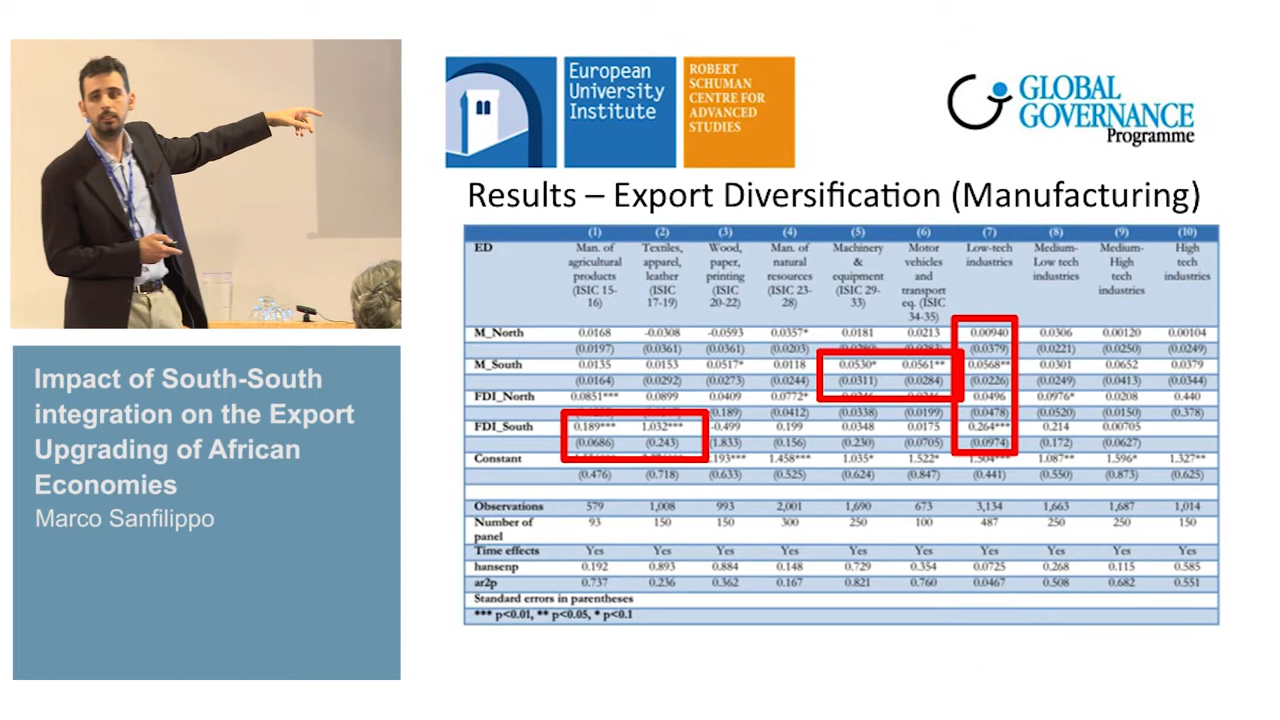 European
University
Institute
ROBERT
SCHUMAN
CENTRE FOR
ADVANCED
STUDIES
GLOBAL
GOVERNANCE
Programme
Results – Export Diversification (Manufacturing)
(1) (2) (3) (4) (5) (6) (7) (8) (9) (10)
ED Man. of Textiles, Wood, Man. of Machinery Motor Low-tech Medium- Medium- High
agricultural apparel, paper, natural & vehicles industries Low tech High tech
products leather printing resources equipment and industries tech industries
(ISIC 15- (ISIC (ISIC (ISIC 23- (ISIC 29- transport industries
16) 17-19) 20-22) 28) 33) eq. (ISIC
34-35)
M_North 0.0168 -0.0308 -0.0593 0.0357* 0.0181 0.0213 0.00940 0.0306 0.00120 0.00104
(0.0197) (0.0361) (0.0361) (0.0203) (0.0379) (0.0221) (0.0250) (0.0249)
M_South 0.0135 0.0153 0.0517* 0.0118 0.0530* 0.0561** 0.0568** 0.0301 0.0652 0.0379
(0.0164) (0.0292) (0.0273) (0.0244) (0.0311) (0.0284) (0.0226) (0.0249) (0.0413) (0.0344)
FDI_North 0.0851*** 0.0899 0.0409 0.0772* 0.0496 0.0976* 0.0208 0.440
(0.189) (0.0412) (0.0338) (0.0199) (0.0478) (0.0520) (0.0150) (0.378)
FDI_South 0.189*** 1.032*** -0.499 0.199 0.0348 0.0175 0.264*** 0.214 0.00705
(0.0686) (0.243) (1.833) (0.156) (0.230) (0.0705) (0.0974) (0.172) (0.0627)
Constant .193*** 1.458*** 1.035* 1.522* 1.087** 1.596* 1.327**
(0.476) (0.718) (0.633) (0.525) (0.624) (0.847) (0.441) (0.550) (0.873) (0.625)
Observations 579 1,008 993 2,001 1,690 673 3,134 1,663 1,687 1,014
Number of 93 150 150 300 250 100 487 250 250 150
panel
Time effects Yes Yes Yes Yes Yes Yes Yes Yes Yes Yes
hansenp 0.192 0.893 0.884 0.148 0.729 0.354 0.0725 0.268 0.115 0.585
ar2p 0.737 0.236 0.362 0.167 0.821 0.760 0.0467 0.508 0.682 0.551
Standard errors in parentheses
*** p<0.01, ** p<0.05, * p<0.1
Impact of South-South
integration on the Export
Upgrading of African
Economies
Marco Sanfilippo